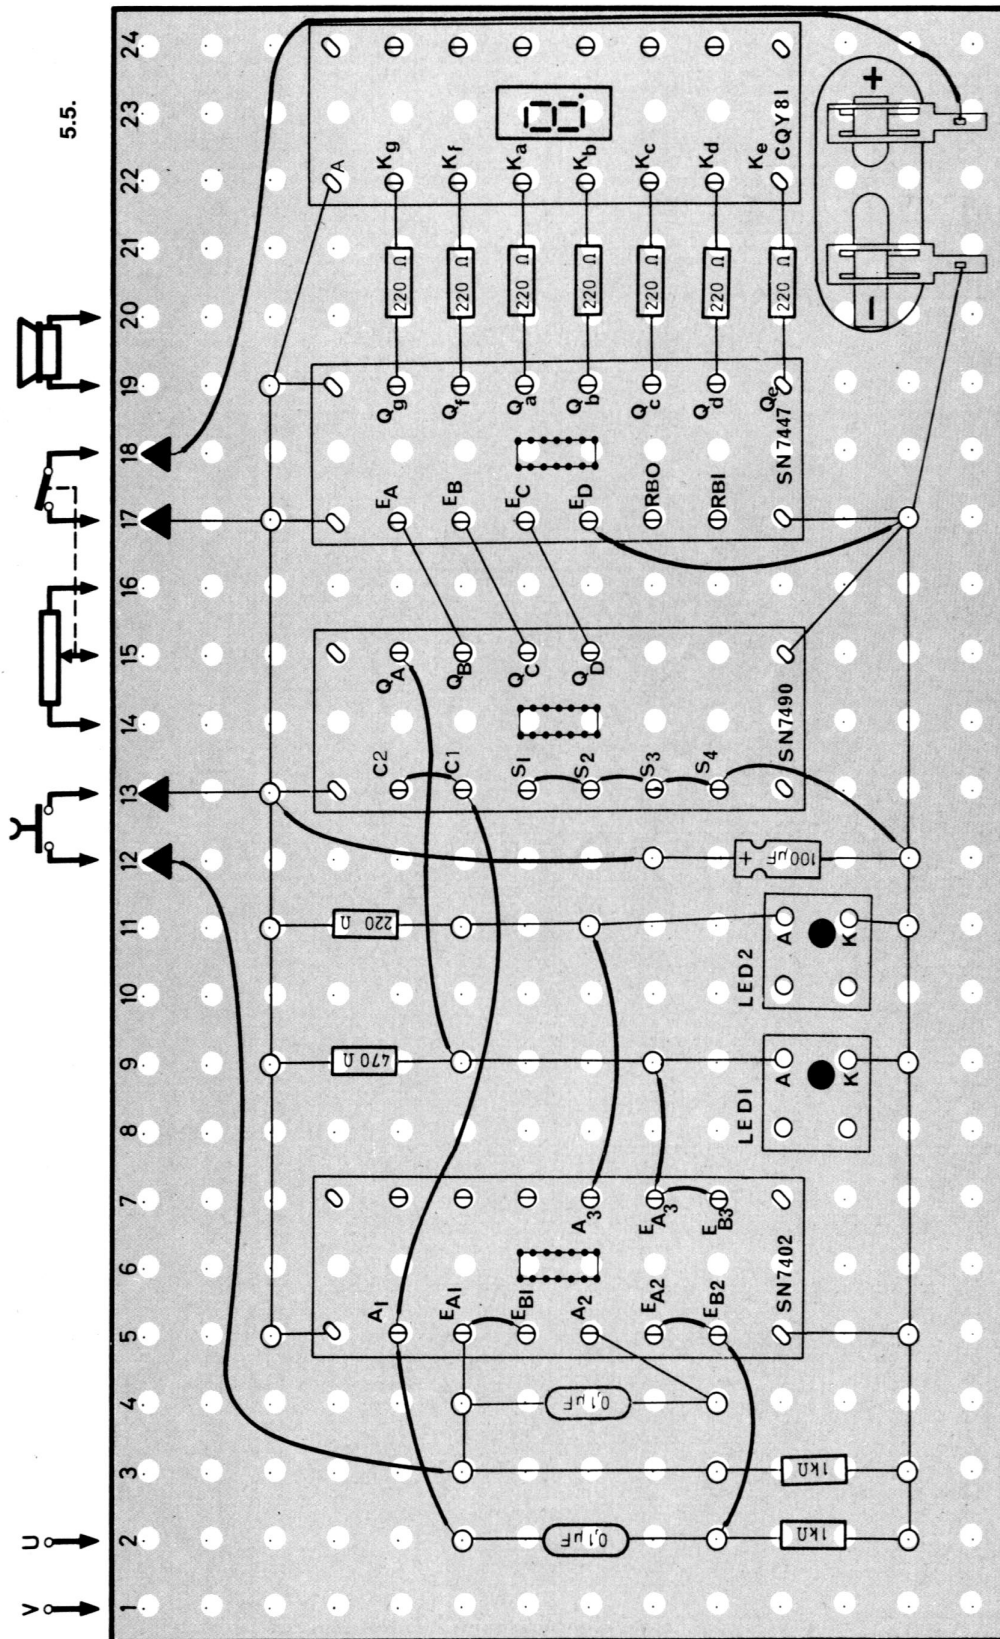 V U
5.5.
1 2 3 4 5 6 7 8 9 10 11 12 13 14 15 16 17 18 19 20 21 22 23 24
A1
EA1
EB1
A2
EA2
EB2
A3
EA3
EB3
SN7402
0,1µF
0,1µF
1kΩ
1kΩ
470 Ω
220 Ω
LED1
A
K
LED2
A
K
+
100µF
C2
C1
S1
S2
S3
S4
QA
QB
QC
QD
SN7490
EA
EB
EC
ED
RBO
RBI
Qg
Qf
Qa
Qb
Qc
Qd
Qe
SN7447
220 Ω
220 Ω
220 Ω
220 Ω
220 Ω
220 Ω
220 Ω
A
Kg
Kf
Ka
Kb
Kc
Kd
Ke
CQY81
− +